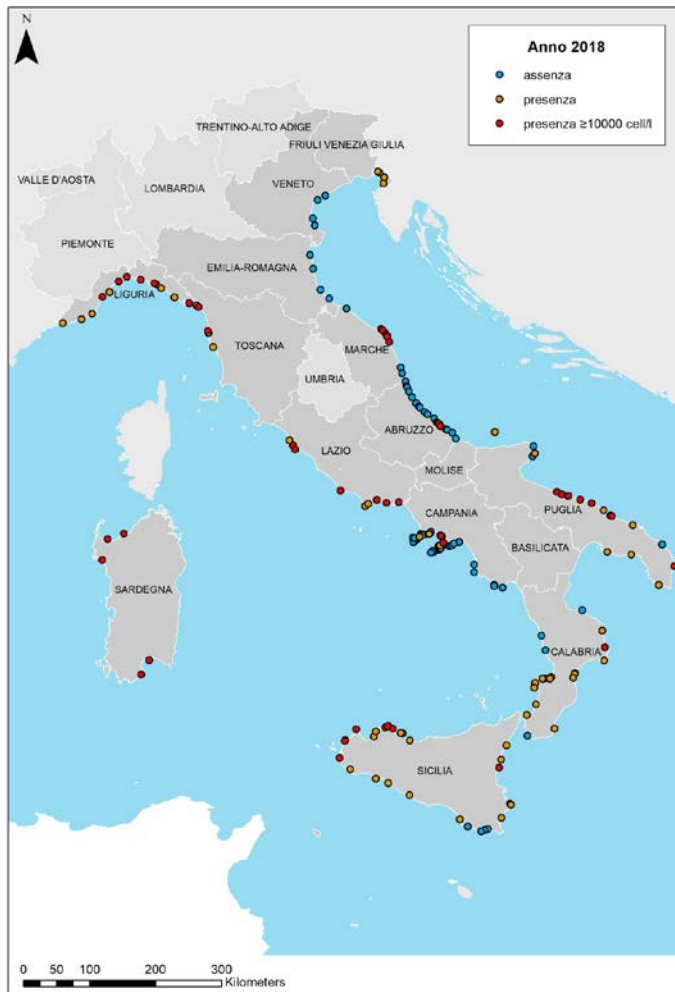 N
Anno 2018
assenza
presenza
presenza ≥10000 cell/l
TRENTINO-ALTO ADIGE
FRIULI VENEZIA GIULIA
VALLE D'AOSTA
LOMBARDIA
VENETO
PIEMONTE
EMILIA-ROMAGNA
LIGURIA
TOSCANA
MARCHE
UMBRIA
ABRUZZO
LAZIO
MOLISE
CAMPANIA
PUGLIA
BASILICATA
SARDEGNA
CALABRIA
SICILIA
0 50 100 200 300
Kilometers